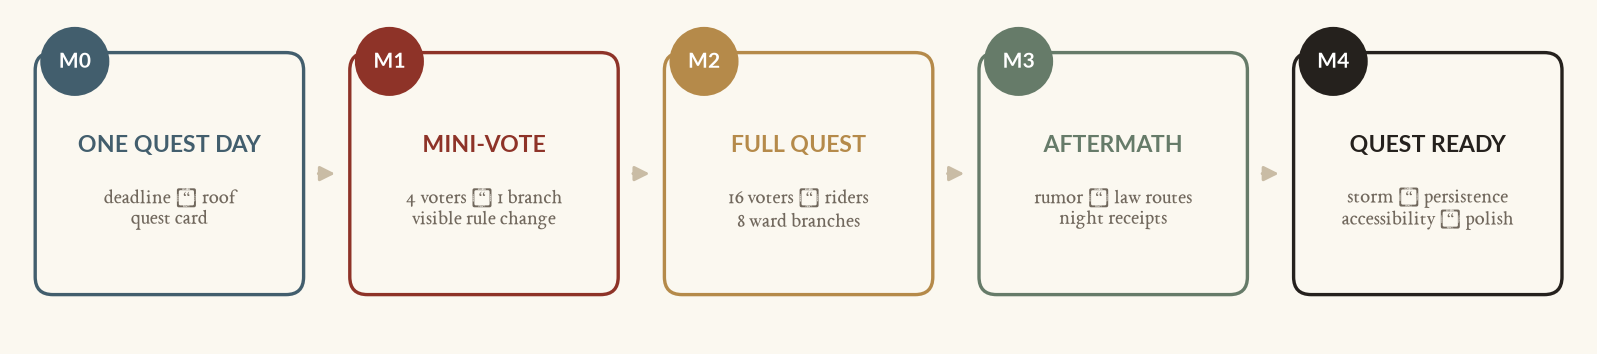 M0
ONE QUEST DAY
deadline roof
quest card
M1
MINI-VOTE
4 voters 1 branch
visible rule change
M2
FULL QUEST
16 voters riders
8 ward branches
M3
AFTERMATH
rumor law routes
night receipts
M4
QUEST READY
storm persistence
accessibility polish